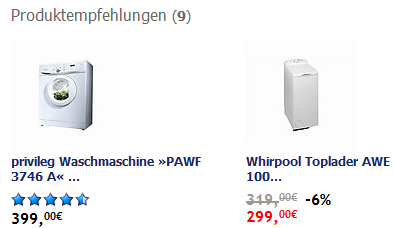 Produktempfehlungen (9)
privileg Waschmaschine »PAWF
3746 A« ...
399,00€
Whirpool Toplader AWE
100...
319,00€ -6%
299,00€